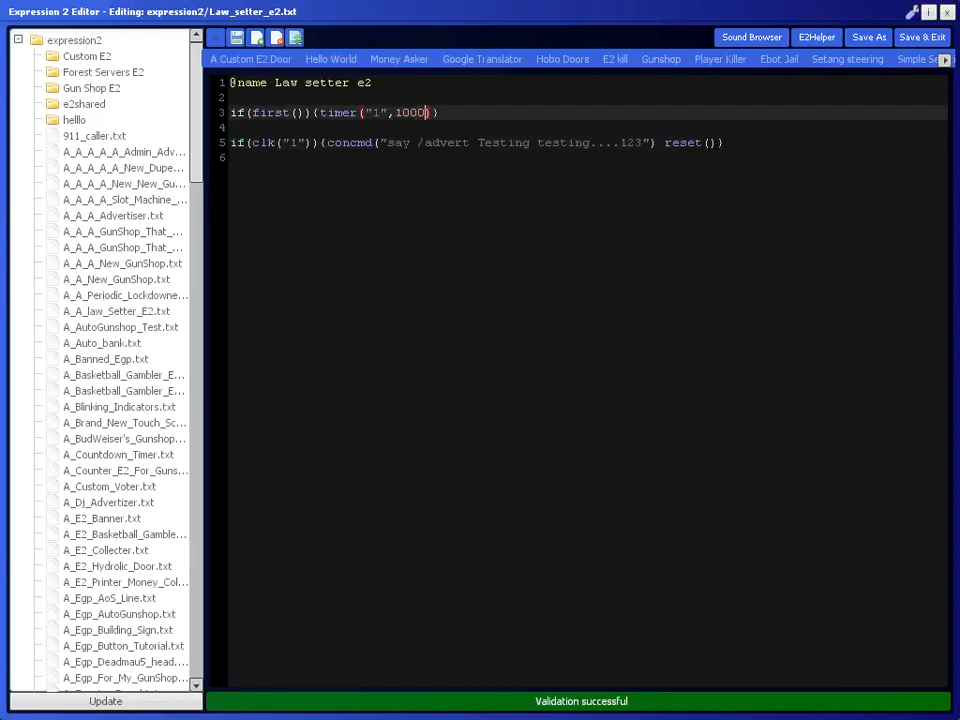 Expression 2 Editor - Editing: expression2/Law_setter_e2.txt
expression2
Custom E2
Forest Servers E2
Gun Shop E2
e2shared
helllo
911_caller.txt
A_A_A_A_A_Admin_Adv...
A_A_A_A_A_New_Dupe...
A_A_A_A_New_New_Gu...
A_A_A_A_Slot_Machine_...
A_A_A_Advertiser.txt
A_A_A_GunShop_That_...
A_A_A_GunShop_That_...
A_A_A_New_GunShop.txt
A_A_New_GunShop.txt
A_A_Periodic_Lockdowne...
A_A_law_Setter_E2.txt
A_AutoGunshop_Test.txt
A_Auto_bank.txt
A_Banned_Egp.txt
A_Basketball_Gambler_E...
A_Basketball_Gambler_E...
A_Blinking_Indicators.txt
A_Brand_New_Touch_Sc...
A_BudWeiser's_Gunshop...
A_Countdown_Timer.txt
A_Counter_E2_For_Guns...
A_Custom_Voter.txt
A_Dj_Advertizer.txt
A_E2_Banner.txt
A_E2_Basketball_Gamble...
A_E2_Collecter.txt
A_E2_Hydrolic_Door.txt
A_E2_Printer_Money_Col...
A_Egp_AoS_Line.txt
A_Egp_AutoGunshop.txt
A_Egp_Building_Sign.txt
A_Egp_Button_Tutorial.txt
A_Egp_Deadmau5_head....
A_Egp_For_My_GunShop...
Update
Sound Browser E2Helper Save As Save & Exit
A Custom E2 Door Hello World Money Asker Google Translator Hobo Doors E2 kill Gunshop Player Killer Ebot Jail Setang steering Simple
1 @name Law setter e2
2
3 if(first()){timer("1",1000)}
4
5 if(clk("1")){concmd("say /advert Testing testing....123") reset()}
6
Validation successful